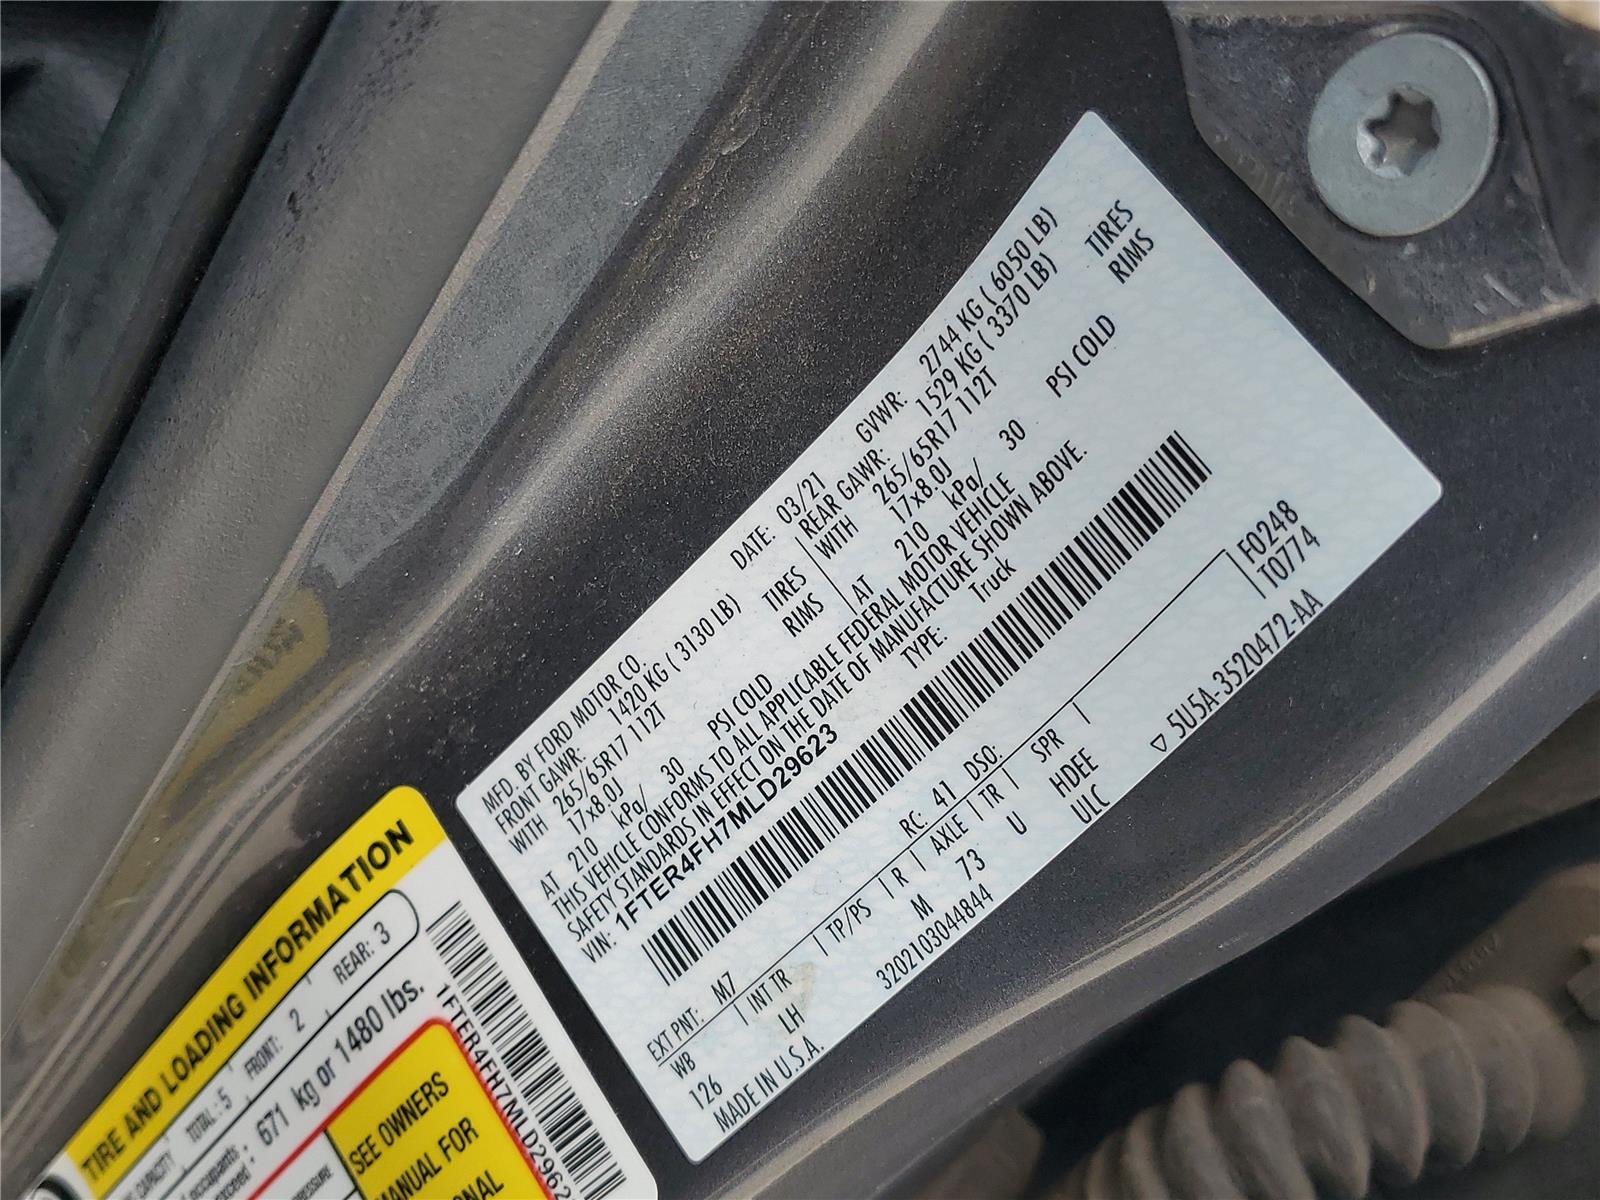 MFD. BY FORD MOTOR CO.
DATE: 03/21 GVWR: 2744 KG ( 6050 LB)
FRONT GAWR: 1420 KG ( 3130 LB) REAR GAWR: 1529 KG ( 3370 LB)
WITH 265/65R17 112T TIRES WITH 265/65R17 112T TIRES
17x8.0J RIMS 17x8.0J RIMS
AT 210 kPa/ 30 PSI COLD AT 210 kPa/ 30 PSI COLD
THIS VEHICLE CONFORMS TO ALL APPLICABLE FEDERAL MOTOR VEHICLE
SAFETY STANDARDS IN EFFECT ON THE DATE OF MANUFACTURE SHOWN ABOVE.
VIN: 1FTER4FH7MLD29623 TYPE: Truck
F0248
T0774
EXT PNT: M7 RC: 41 DSO:
WB INT TR TP/PS R AXLE TR SPR
126 LH M 73 U HDEE
ULC
MADE IN U.S.A. 320210304484​4 ▽ 5U5A-3520472-AA
TIRE AND LOADING INFORMATION
CAPACITY TOTAL : 5 FRONT: 2 REAR: 3
occupants
exceed : 671 kg or 1480 lbs.
SEE OWNERS
MANUAL FOR
1FTER4FH7MLD2962